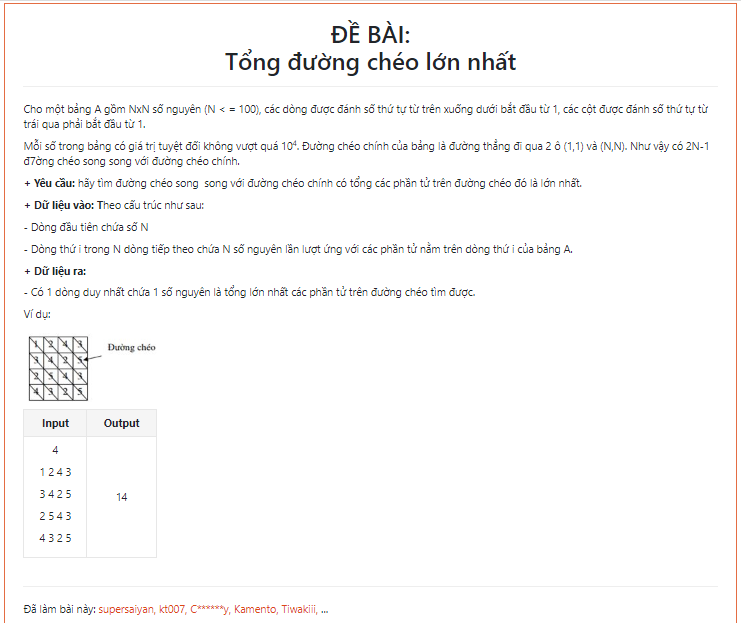 ĐỀ BÀI:
Tổng đường chéo lớn nhất
Cho một bảng A gồm NxN số nguyên (N < = 100), các dòng được đánh số thứ tự từ trên xuống dưới bắt đầu từ 1, các cột được đánh số thứ tự từ
trái qua phải bắt đầu từ 1.
Mỗi số trong bảng có giá trị tuyệt đối không vượt quá 10⁴. Đường chéo chính của bảng là đường thẳng đi qua 2 ô (1,1) và (N,N). Như vậy có 2N-1
đ7ờng chéo song song với đường chéo chính.
+ Yêu cầu: hãy tìm đường chéo song song với đường chéo chính có tổng các phần tử trên đường chéo đó là lớn nhất.
+ Dữ liệu vào: Theo cấu trúc như sau:
- Dòng đầu tiên chứa số N
- Dòng thứ i trong N dòng tiếp theo chứa N số nguyên lần lượt ứng với các phần tử nằm trên dòng thứ i của bảng A.
+ Dữ liệu ra:
- Có 1 dòng duy nhất chứa 1 số nguyên là tổng lớn nhất các phần tử trên đường chéo tìm được.
Ví dụ:
1 2 4 3 Đường chéo
3 4 2 5
2 5 4 3
4 3 2 5
Input Output
4
1 2 4 3
3 4 2 5
14
2 5 4 3
4 3 2 5
Đã làm bài này: supersaiyan, kt007, C******y, Kamento, Tiwakiii, ...